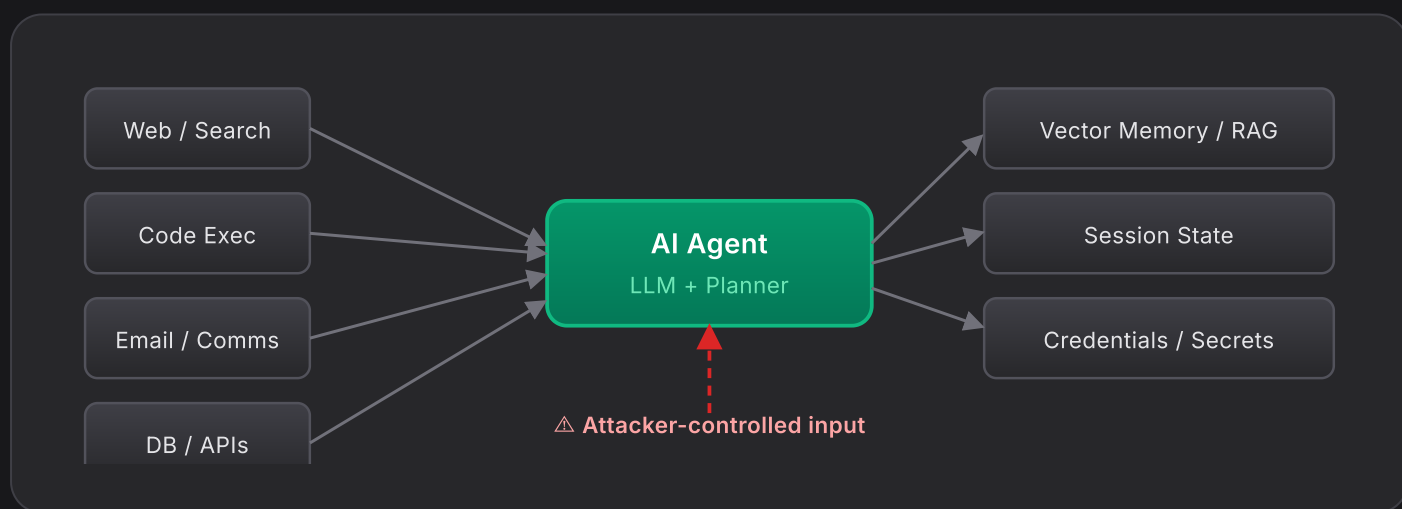 Web / Search
Code Exec
Email / Comms
DB / APIs
AI Agent
LLM + Planner
⚠ Attacker-controlled input
Vector Memory / RAG
Session State
Credentials / Secrets